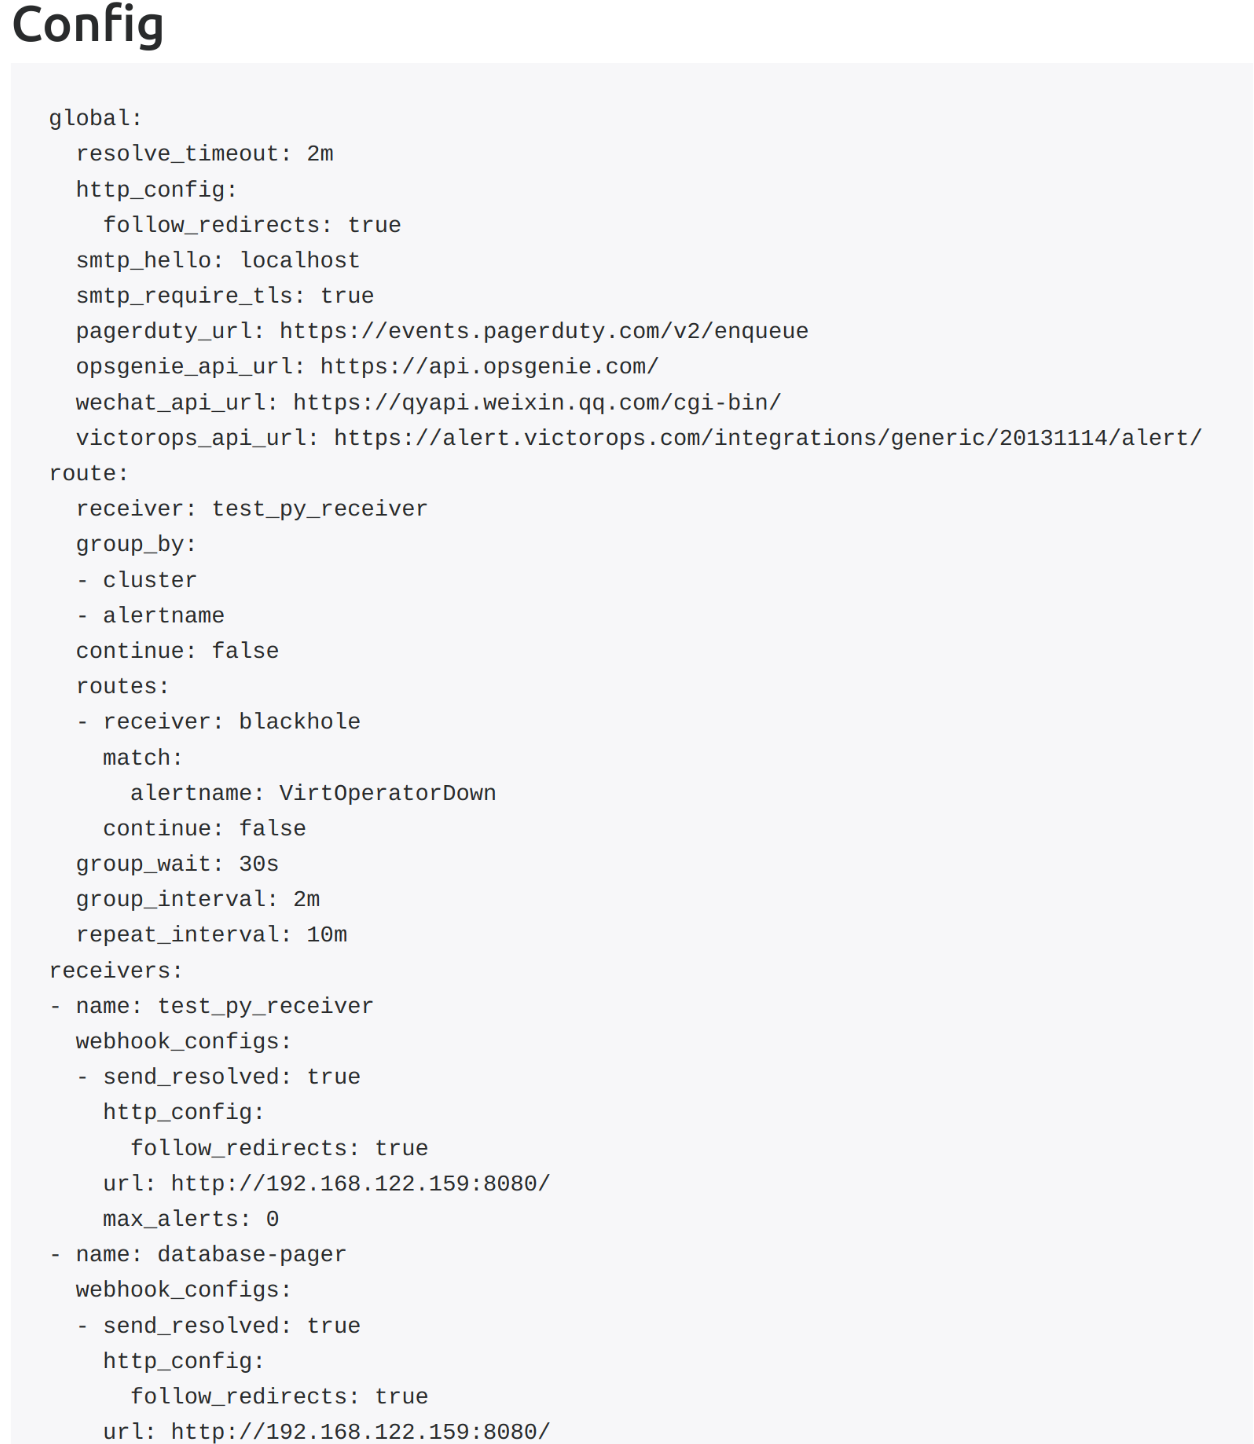 Config
global:
  resolve_timeout: 2m
  http_config:
    follow_redirects: true
  smtp_hello: localhost
  smtp_require_tls: true
  pagerduty_url: https://events.pagerduty.com/v2/enqueue
  opsgenie_api_url: https://api.opsgenie.com/
  wechat_api_url: https://qyapi.weixin.qq.com/cgi-bin/
  victorops_api_url: https://alert.victorops.com/integrations/generic/20131114/alert/
route:
  receiver: test_py_receiver
  group_by:
  - cluster
  - alertname
  continue: false
  routes:
  - receiver: blackhole
    match:
      alertname: VirtOperatorDown
    continue: false
  group_wait: 30s
  group_interval: 2m
  repeat_interval: 10m
receivers:
- name: test_py_receiver
  webhook_configs:
  - send_resolved: true
    http_config:
      follow_redirects: true
    url: http://192.168.122.159:8080/
    max_alerts: 0
- name: database-pager
  webhook_configs:
  - send_resolved: true
    http_config:
      follow_redirects: true
    url: http://192.168.122.159:8080/